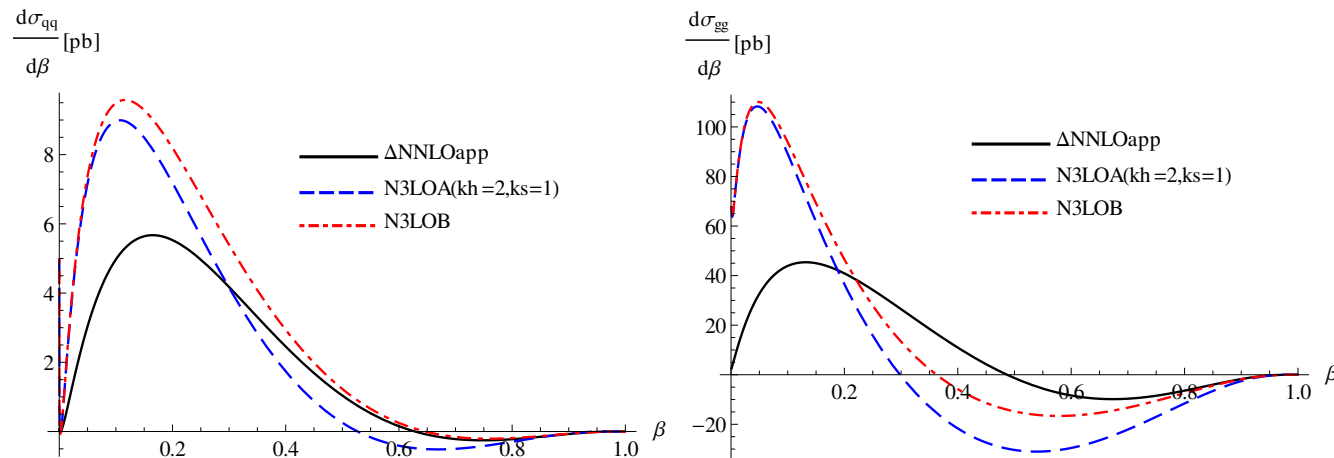 dσqq
dβ
[pb]
8
6
4
2
0.2
0.4
0.6
0.8
1.0
β
ΔNNLOapp
N3LOA(kh=2,ks=1)
N3LOB
dσgg
dβ
[pb]
100
80
60
40
20
−20
0.2
0.4
0.6
0.8
1.0
β
ΔNNLOapp
N3LOA(kh=2,ks=1)
N3LOB